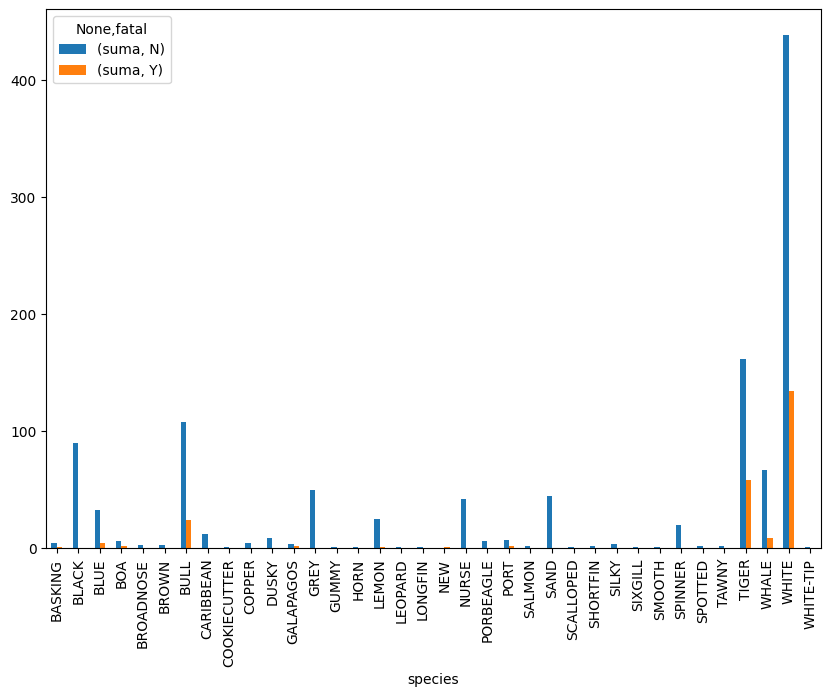 None,fatal
(suma, N)
(suma, Y)
400
300
200
100
0
BASKING
BLACK
BLUE
BOA
BROADNOSE
BROWN
BULL
CARIBBEAN
COOKIECUTTER
COPPER
DUSKY
GALAPAGOS
GREY
GUMMY
HORN
LEMON
LEOPARD
LONGFIN
NEW
NURSE
PORBEAGLE
PORT
SALMON
SAND
SCALLOPED
SHORTFIN
SILKY
SIXGILL
SMOOTH
SPINNER
SPOTTED
TAWNY
TIGER
WHALE
WHITE
WHITE-TIP
species